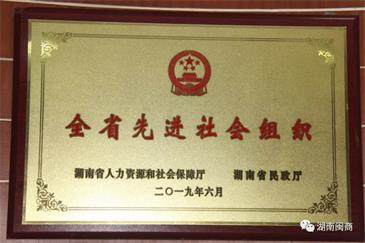 全省先进社会组织
湖南省人力资源和社会保障厅 湖南省民政厅
二〇一九年六月
湖南闽商